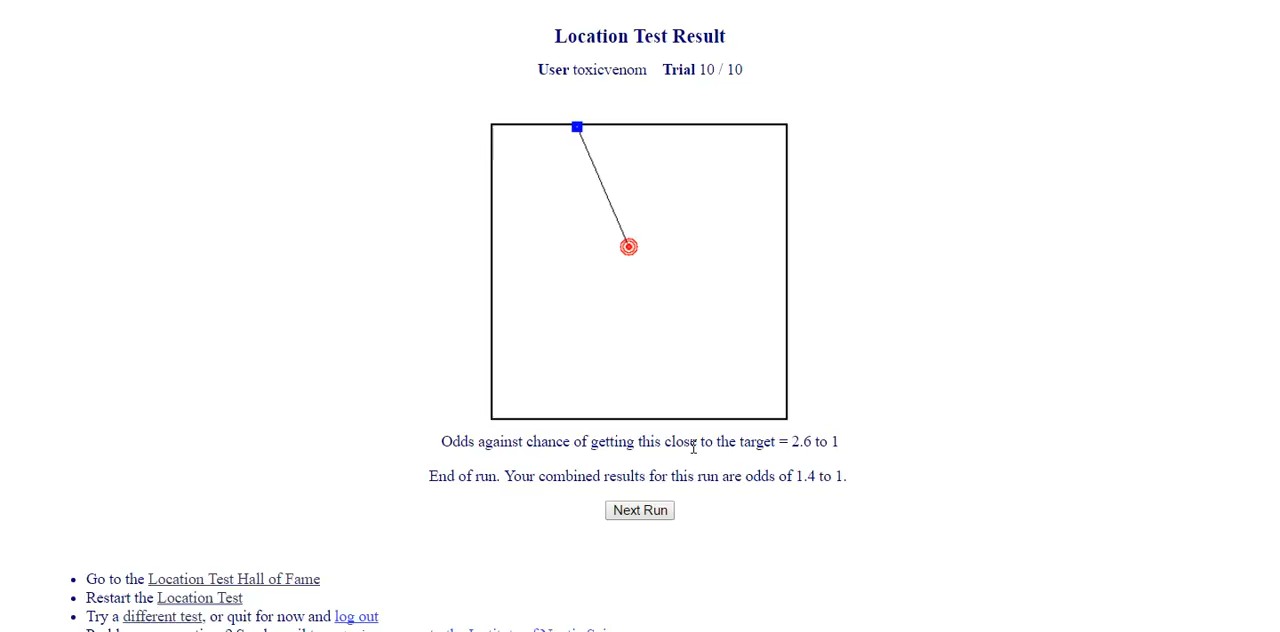 Location Test Result
User toxicvenom Trial 10 / 10
Odds against chance of getting this close to the target = 2.6 to 1
End of run. Your combined results for this run are odds of 1.4 to 1.
Next Run
Go to the Location Test Hall of Fame
Restart the Location Test
Try a different test, or quit for now and log out